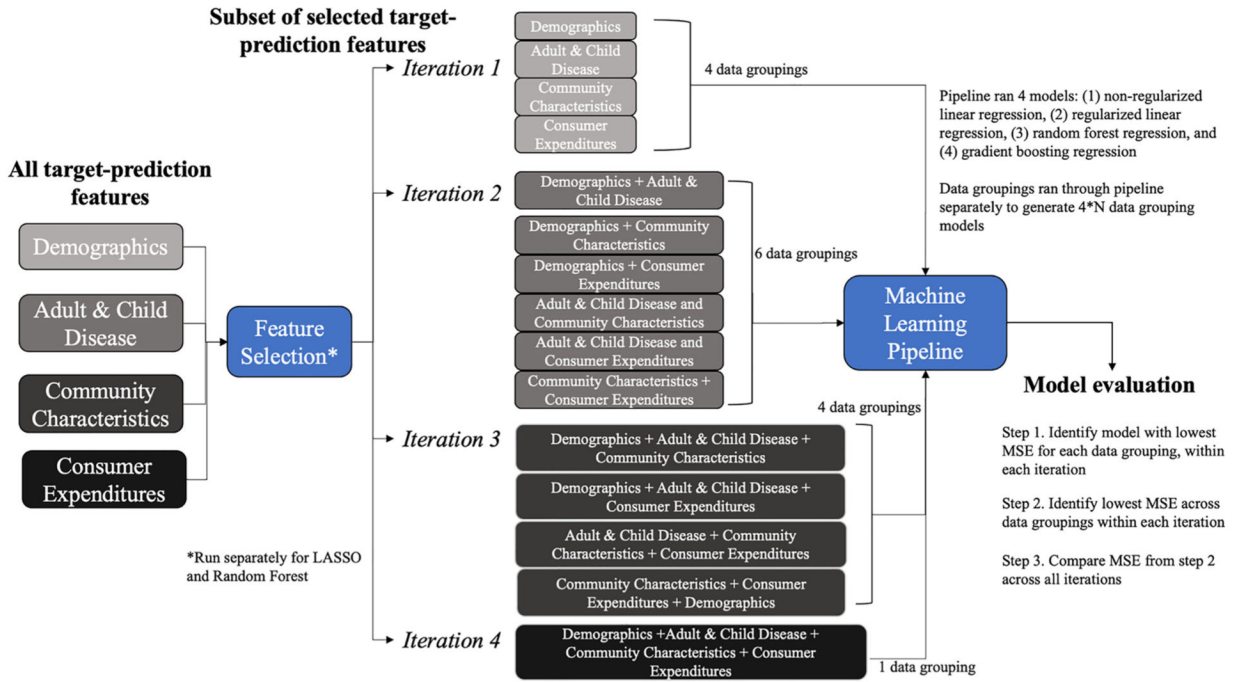 All target-prediction
features
Demographics
Adult & Child
Disease
Community
Characteristics
Consumer
Expenditures
Feature
Selection*
*Run separately for LASSO
and Random Forest
Subset of selected target-
prediction features
Iteration 1
Demographics
Adult & Child
Disease
Community
Characteristics
Consumer
Expenditures
4 data groupings
Iteration 2
Demographics + Adult &
Child Disease
Demographics + Community
Characteristics
Demographics + Consumer
Expenditures
Adult & Child Disease and
Community Characteristics
Adult & Child Disease and
Consumer Expenditures
Community Characteristics +
Consumer Expenditures
6 data groupings
Iteration 3
Demographics + Adult & Child Disease +
Community Characteristics
Demographics + Adult & Child Disease +
Consumer Expenditures
Adult & Child Disease + Community
Characteristics + Consumer Expenditures
Community Characteristics + Consumer
Expenditures + Demographics
4 data groupings
Iteration 4
Demographics +Adult & Child Disease +
Community Characteristics + Consumer
Expenditures
1 data grouping
Pipeline ran 4 models: (1) non-regularized
linear regression, (2) regularized linear
regression, (3) random forest regression, and
(4) gradient boosting regression
Data groupings ran through pipeline
separately to generate 4*N data grouping
models
Machine
Learning
Pipeline
Model evaluation
Step 1. Identify model with lowest
MSE for each data grouping, within
each iteration
Step 2. Identify lowest MSE across
data groupings within each iteration
Step 3. Compare MSE from step 2
across all iterations